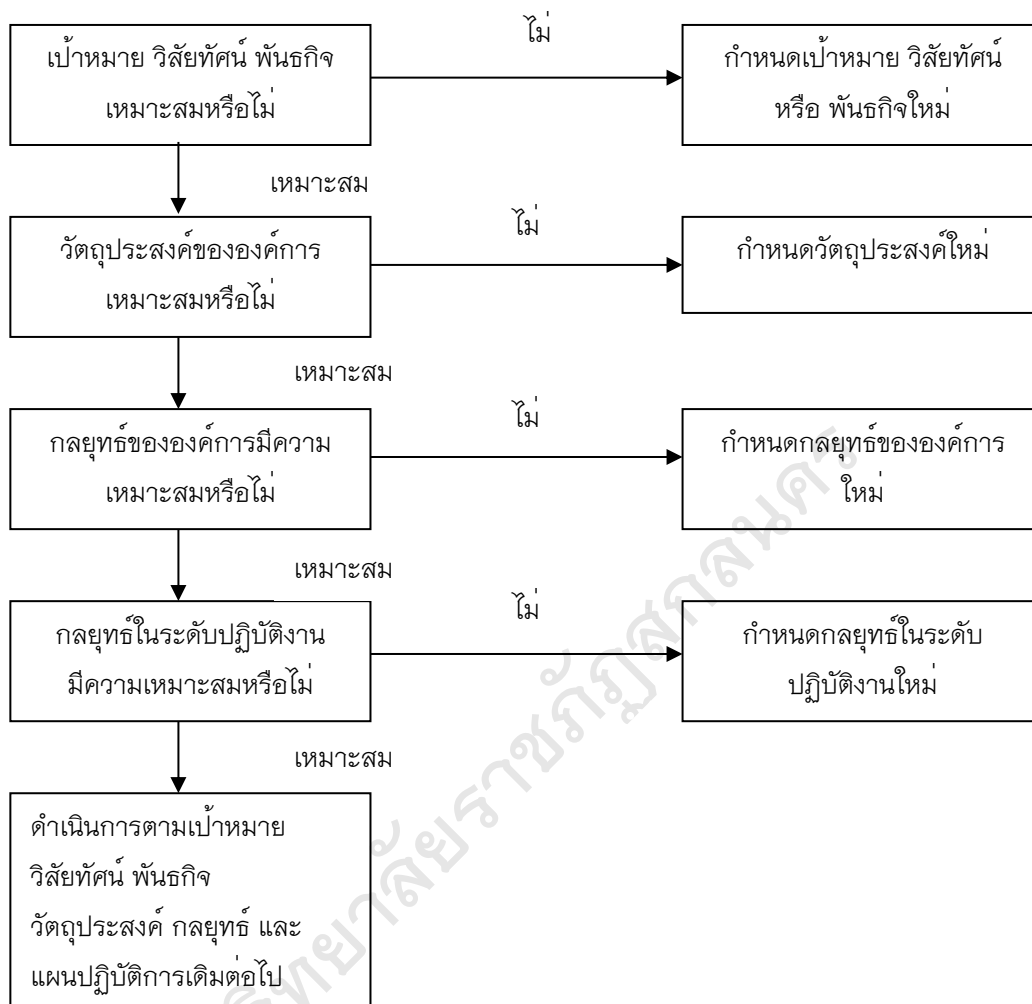 ไม่
เป้าหมาย วิสัยทัศน์ พันธกิจ
เหมาะสมหรือไม่
กำหนดเป้าหมาย วิสัยทัศน์
หรือ พันธกิจใหม่
เหมาะสม
ไม่
วัตถุประสงค์ขององค์การ
เหมาะสมหรือไม่
กำหนดวัตถุประสงค์ใหม่
เหมาะสม
ไม่
กลยุทธ์ขององค์การมีความ
เหมาะสมหรือไม่
กำหนดกลยุทธ์ขององค์การ
ใหม่
เหมาะสม
ไม่
กลยุทธ์ในระดับปฏิบัติงาน
มีความเหมาะสมหรือไม่
กำหนดกลยุทธ์ในระดับ
ปฏิบัติงานใหม่
เหมาะสม
ดำเนินการตามเป้าหมาย
วิสัยทัศน์ พันธกิจ
วัตถุประสงค์ กลยุทธ์ และ
แผนปฏิบัติการเดิมต่อไป